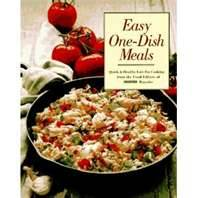 Easy
One-Dish
Meals
Quick & Healthy Low-Fat Cooking
from the Food Editors of